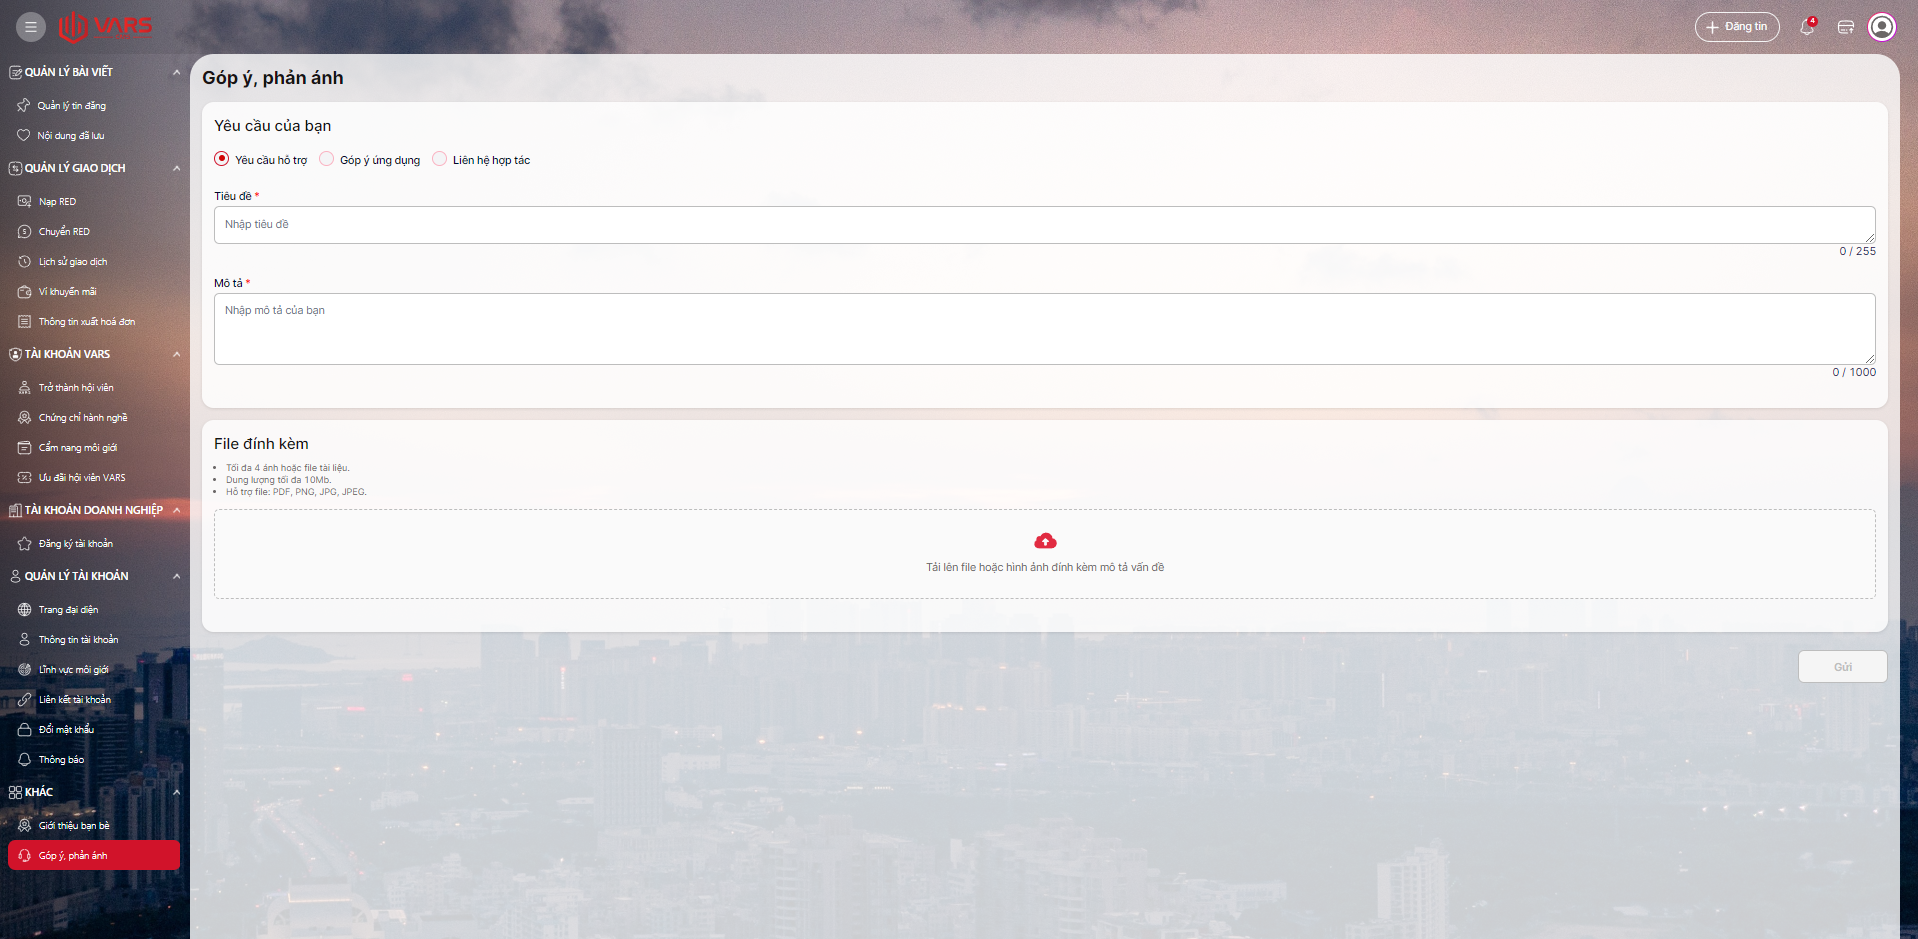 VARS
Đăng tin
4
QUẢN LÝ BÀI VIẾT
Quản lý tin đăng
Nội dung đã lưu
QUẢN LÝ GIAO DỊCH
Nạp RED
Chuyển RED
Lịch sử giao dịch
Ví khuyến mãi
Thông tin xuất hoá đơn
TÀI KHOẢN VARS
Trở thành hội viên
Chứng chỉ hành nghề
Cẩm nang môi giới
Ưu đãi hội viên VARS
TÀI KHOẢN DOANH NGHIỆP
Đăng ký tài khoản
QUẢN LÝ TÀI KHOẢN
Trang đại diện
Thông tin tài khoản
Lĩnh vực môi giới
Liên kết tài khoản
Đổi mật khẩu
Thông báo
KHÁC
Giới thiệu bạn bè
Góp ý, phản ánh
Góp ý, phản ánh
Yêu cầu của bạn
Yêu cầu hỗ trợ Góp ý ứng dụng Liên hệ hợp tác
Tiêu đề *
Nhập tiêu đề
0 / 255
Mô tả *
Nhập mô tả của bạn
0 / 1000
File đính kèm
Tối đa 4 ảnh hoặc file tài liệu.
Dung lượng tối đa 10Mb.
Hỗ trợ file: PDF, PNG, JPG, JPEG.
Tải lên file hoặc hình ảnh đính kèm mô tả vấn đề
Gửi